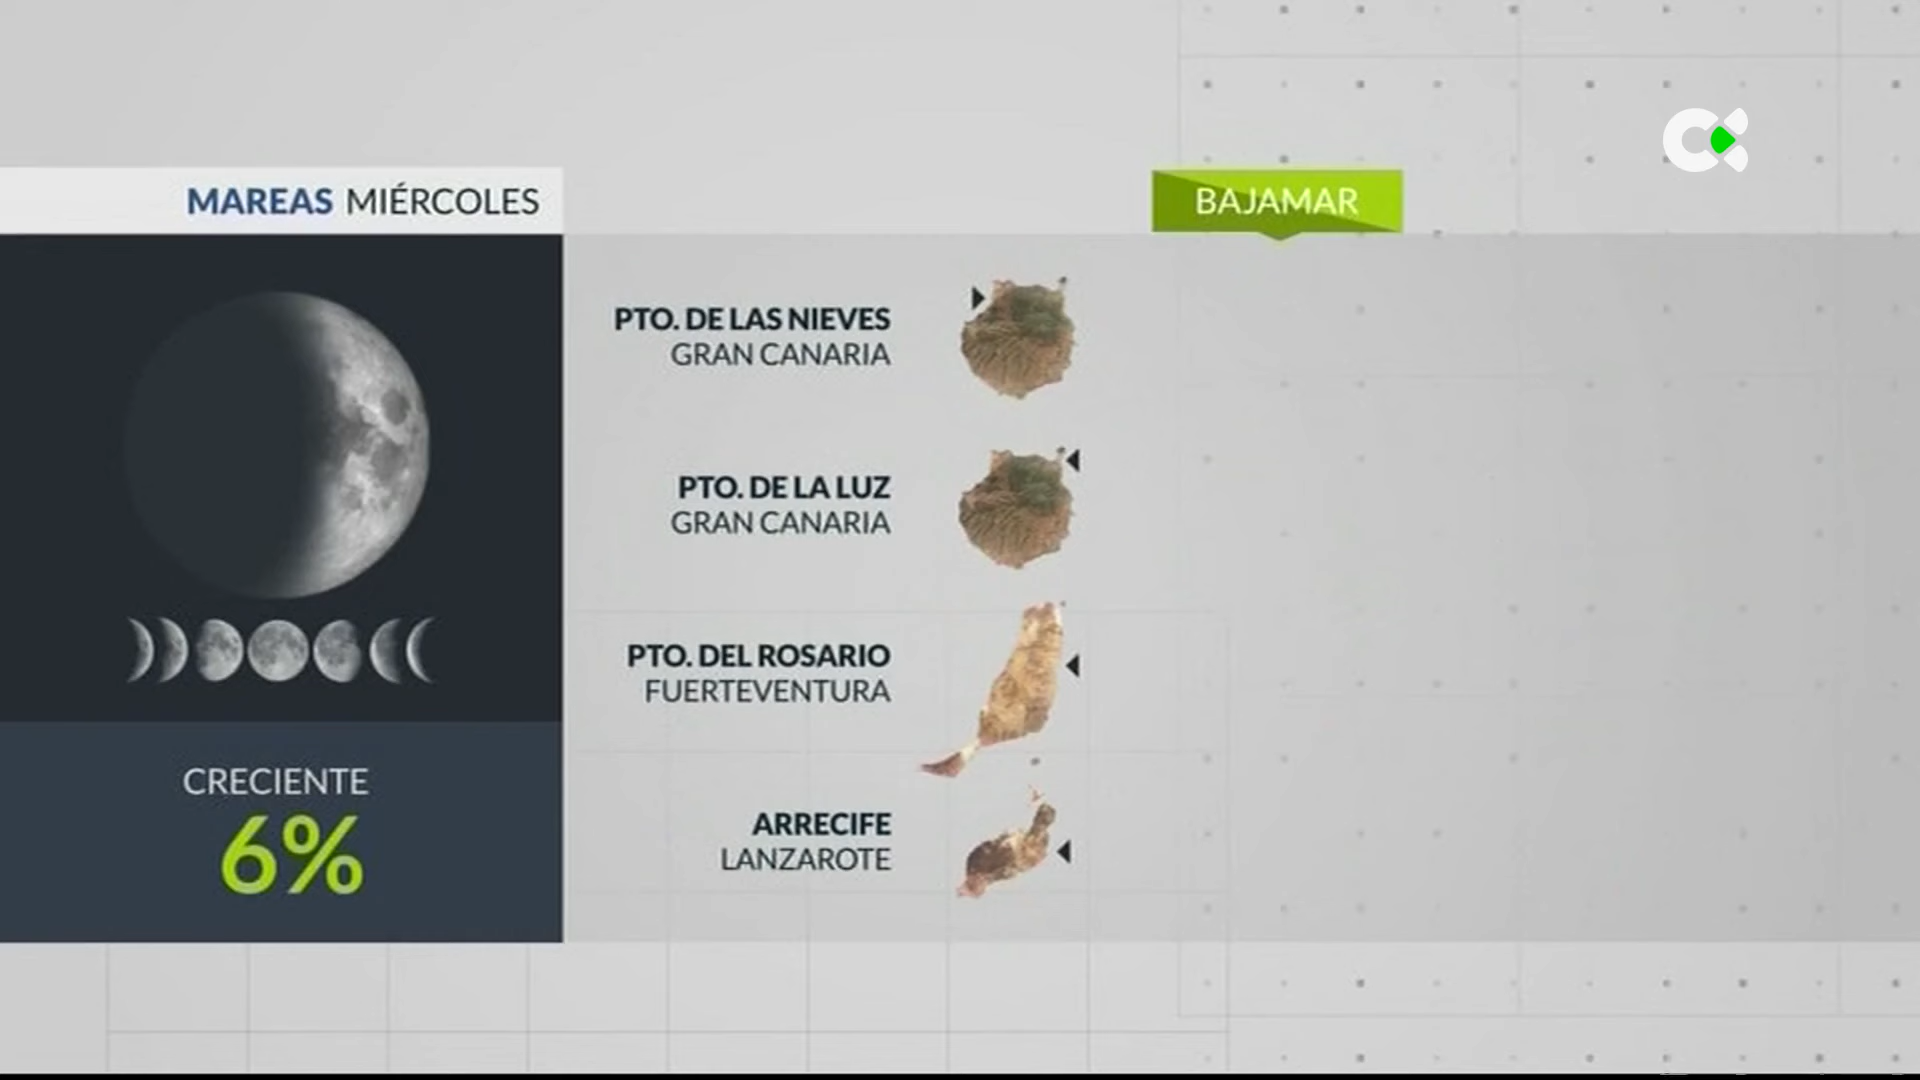 MAREAS MIÉRCOLES
BAJAMAR
PTO. DE LAS NIEVES
GRAN CANARIA
PTO. DE LA LUZ
GRAN CANARIA
PTO. DEL ROSARIO
FUERTEVENTURA
ARRECIFE
LANZAROTE
CRECIENTE
6%